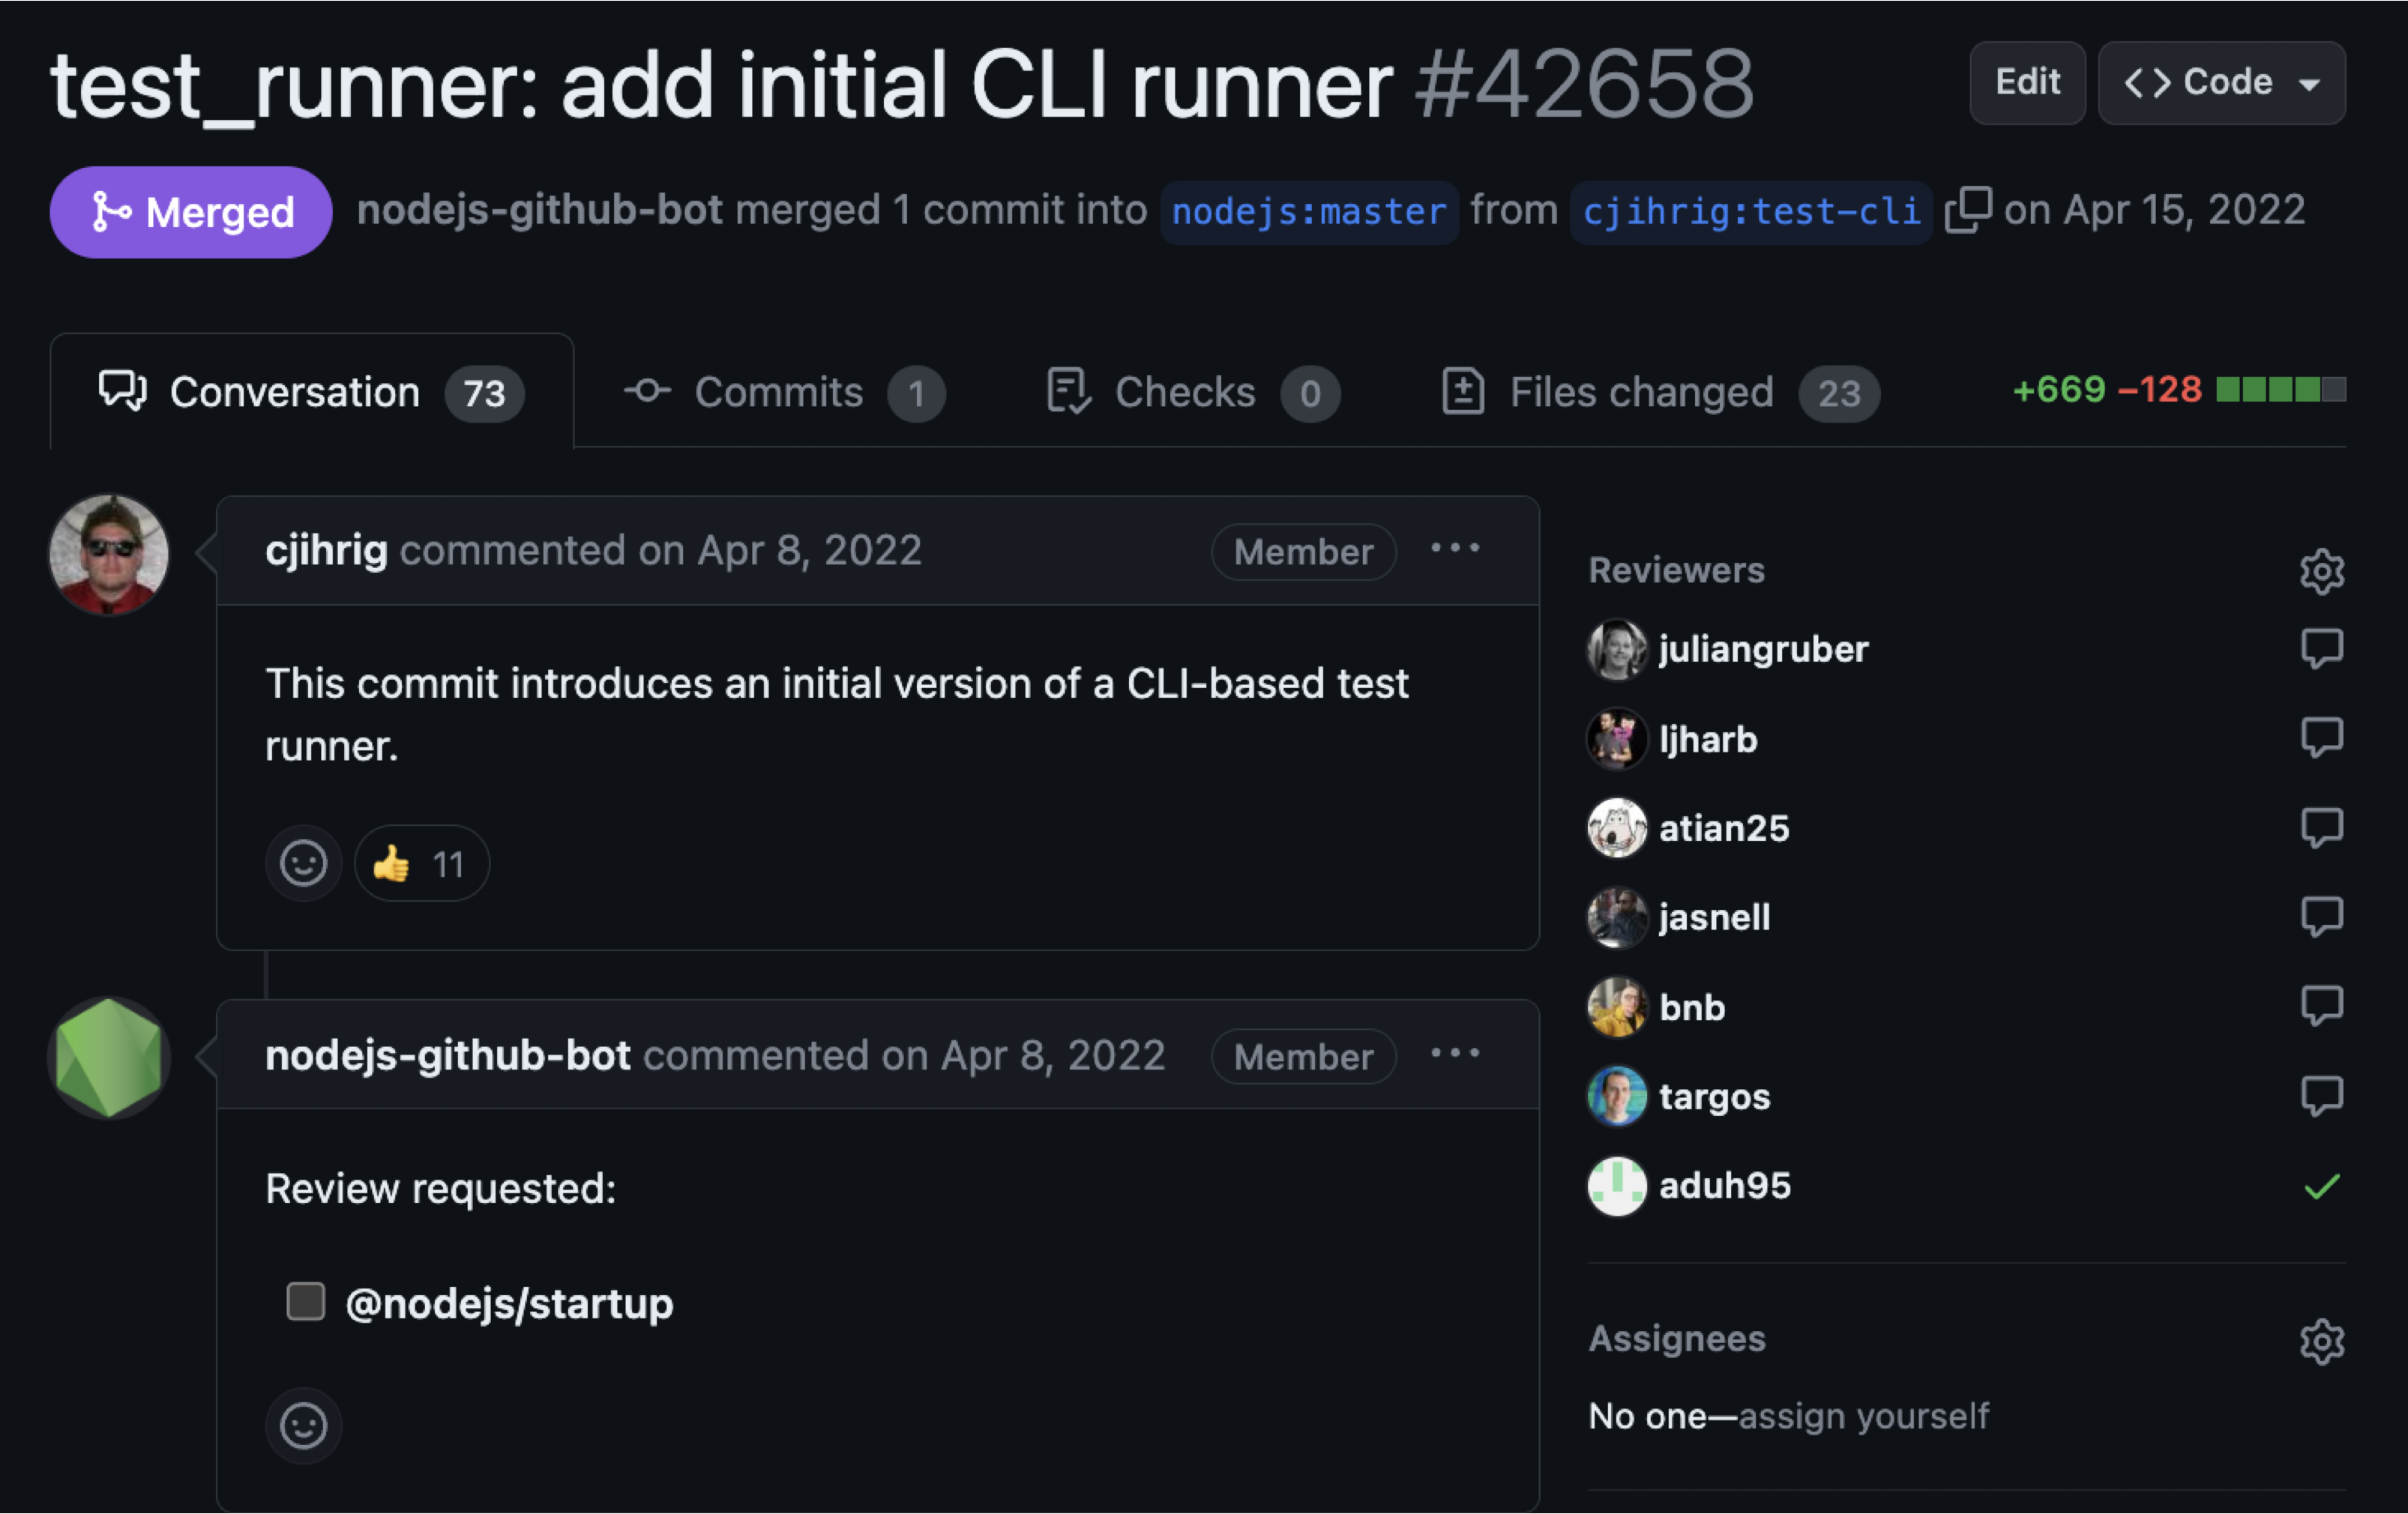 test_runner: add initial CLI runner #42658
Edit
Code
Merged
nodejs-github-bot merged 1 commit into nodejs:master from cjihrig:test-cli on Apr 15, 2022
Conversation 73
Commits 1
Checks 0
Files changed 23
+669 −128
cjihrig commented on Apr 8, 2022
Member
This commit introduces an initial version of a CLI-based test
runner.
👍 11
nodejs-github-bot commented on Apr 8, 2022
Member
Review requested:
@nodejs/startup
Reviewers
juliangruber
ljharb
atian25
jasnell
bnb
targos
aduh95
Assignees
No one—assign yourself